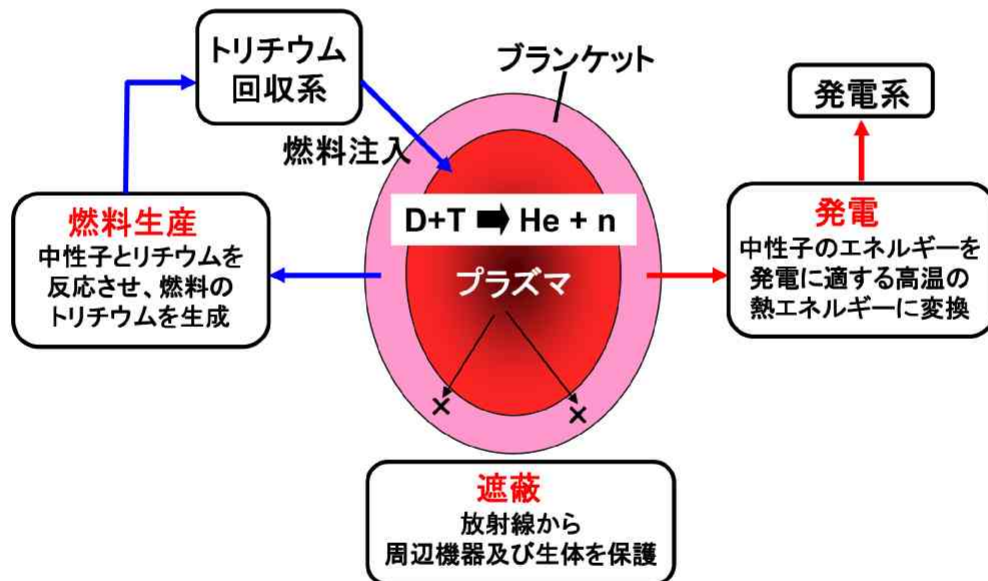 トリチウム
回収系
ブランケット
発電系
燃料注入
燃料生産
中性子とリチウムを
反応させ、燃料の
トリチウムを生成
D+T ➡ He + n
プラズマ
発電
中性子のエネルギーを
発電に適する高温の
熱エネルギーに変換
×
×
遮蔽
放射線から
周辺機器及び生体を保護